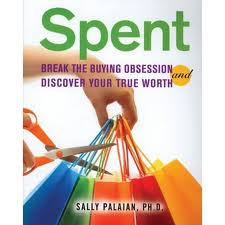 Spent
BREAK THE BUYING OBSESSION and
DISCOVER YOUR TRUE WORTH
SALLY PALAIAN, PH.D.